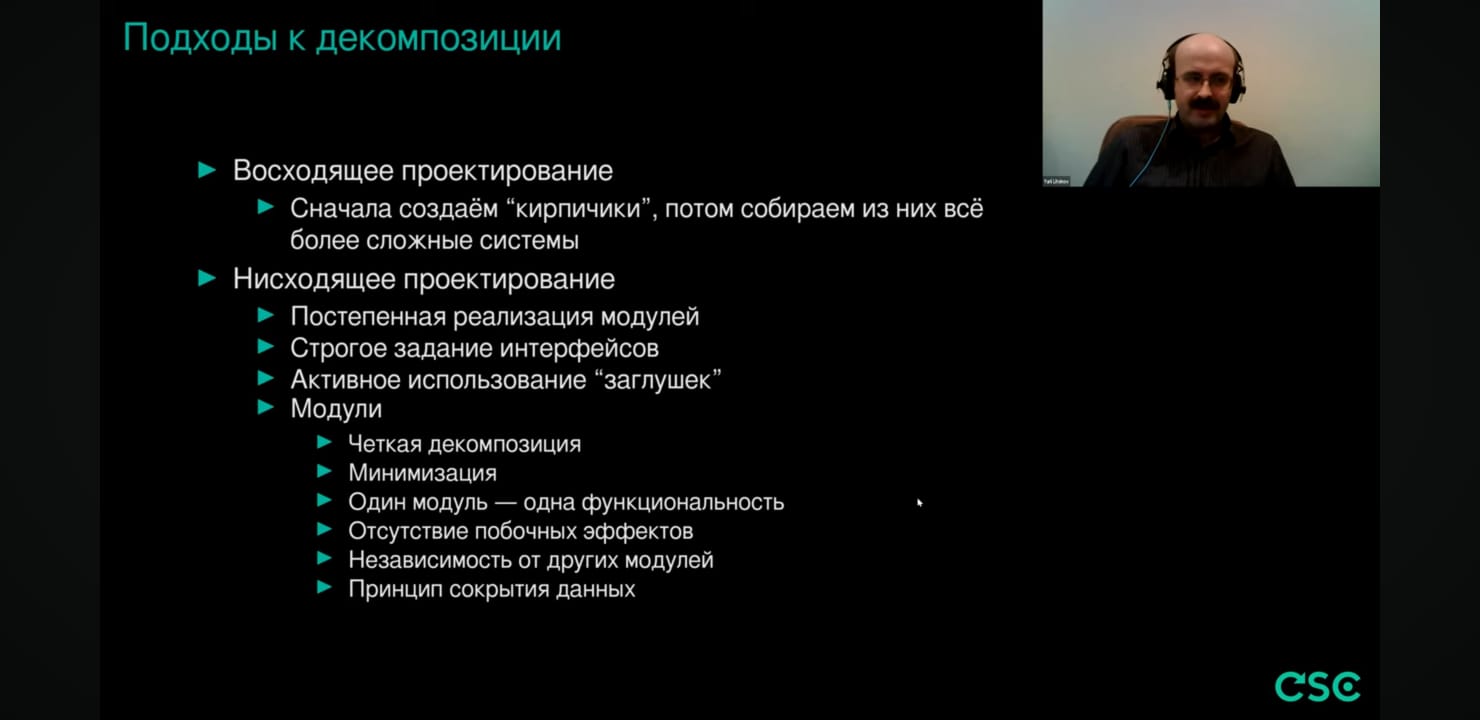 Подходы к декомпозиции
Восходящее проектирование
Сначала создаём “кирпичики”, потом собираем из них всё
более сложные системы
Нисходящее проектирование
Постепенная реализация модулей
Строгое задание интерфейсов
Активное использование “заглушек”
Модули
Четкая декомпозиция
Минимизация
Один модуль — одна функциональность
Отсутствие побочных эффектов
Независимость от других модулей
Принцип сокрытия данных
CSC